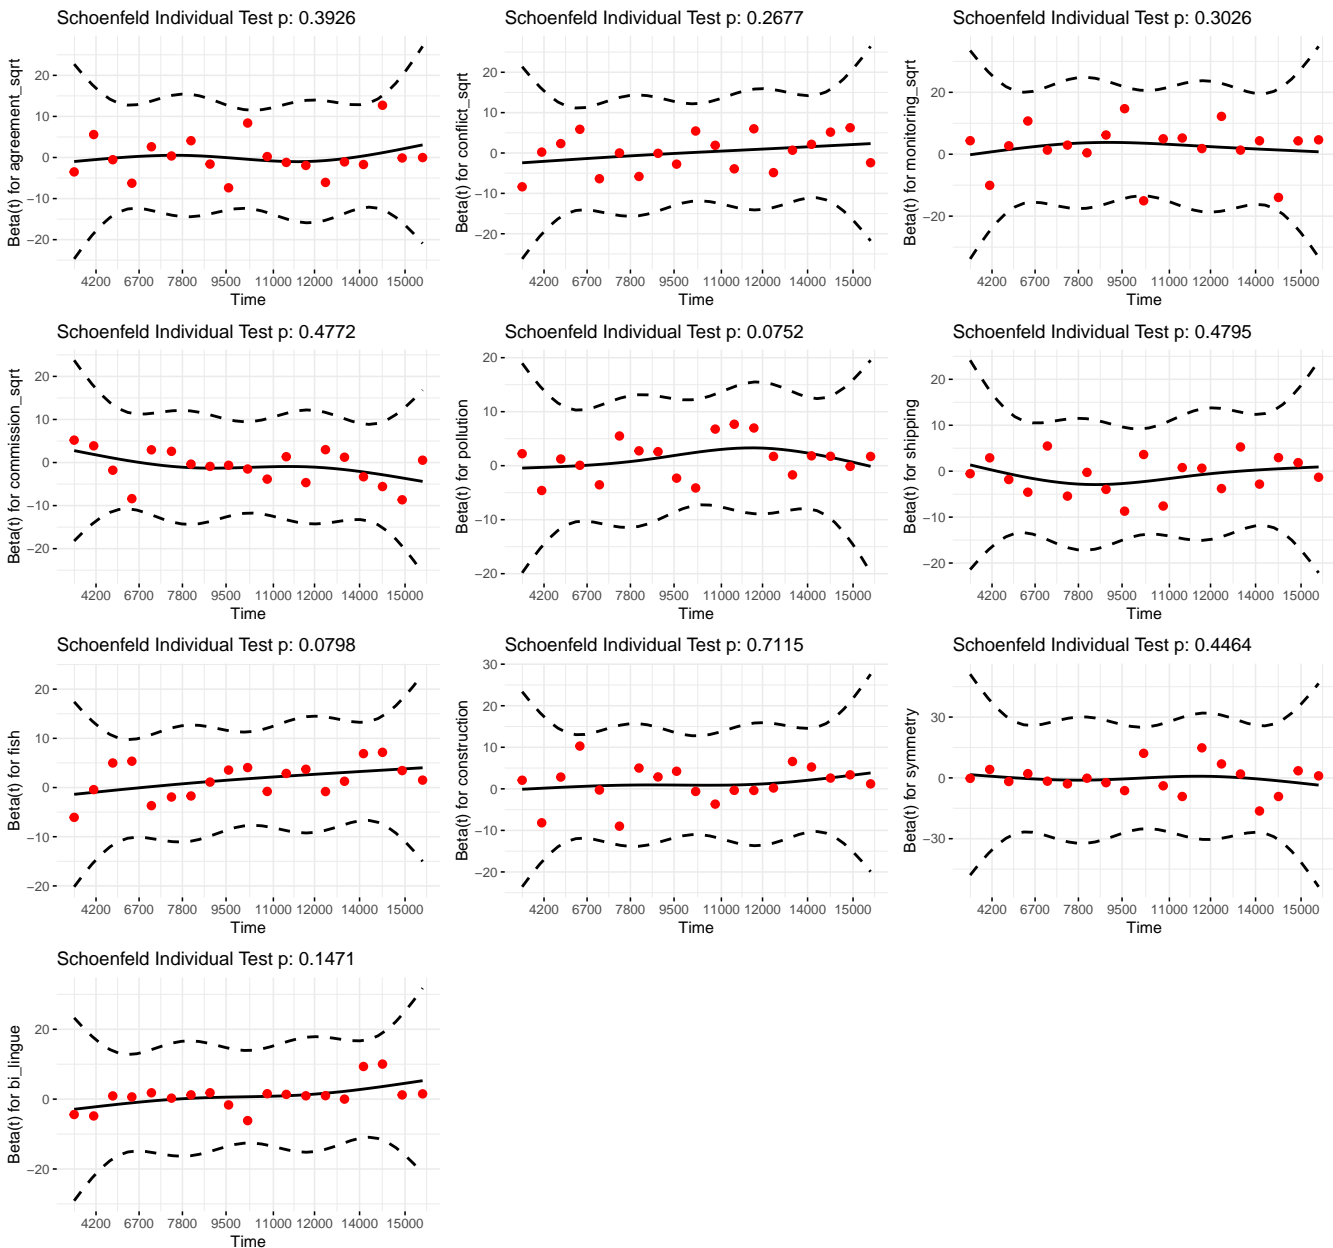 Schoenfeld Individual Test p: 0.3926
Beta(t) for agreement_sqrt
20
10
0
−10
−20
4200 6700 7800 9500 11000 12000 14000 15000
Time
Schoenfeld Individual Test p: 0.2677
Beta(t) for conflict_sqrt
20
10
0
−10
−20
4200 6700 7800 9500 11000 12000 14000 15000
Time
Schoenfeld Individual Test p: 0.3026
Beta(t) for monitoring_sqrt
20
0
−20
4200 6700 7800 9500 11000 12000 14000 15000
Time
Schoenfeld Individual Test p: 0.4772
Beta(t) for commission_sqrt
20
10
0
−10
−20
4200 6700 7800 9500 11000 12000 14000 15000
Time
Schoenfeld Individual Test p: 0.0752
Beta(t) for pollution
20
10
0
−10
−20
4200 6700 7800 9500 11000 12000 14000 15000
Time
Schoenfeld Individual Test p: 0.4795
Beta(t) for shipping
20
10
0
−10
−20
4200 6700 7800 9500 11000 12000 14000 15000
Time
Schoenfeld Individual Test p: 0.0798
Beta(t) for fish
20
10
0
−10
−20
4200 6700 7800 9500 11000 12000 14000 15000
Time
Schoenfeld Individual Test p: 0.7115
Beta(t) for construction
30
20
10
0
−10
−20
4200 6700 7800 9500 11000 12000 14000 15000
Time
Schoenfeld Individual Test p: 0.4464
Beta(t) for symmetry
30
0
−30
4200 6700 7800 9500 11000 12000 14000 15000
Time
Schoenfeld Individual Test p: 0.1471
Beta(t) for bi_lingue
20
0
−20
4200 6700 7800 9500 11000 12000 14000 15000
Time